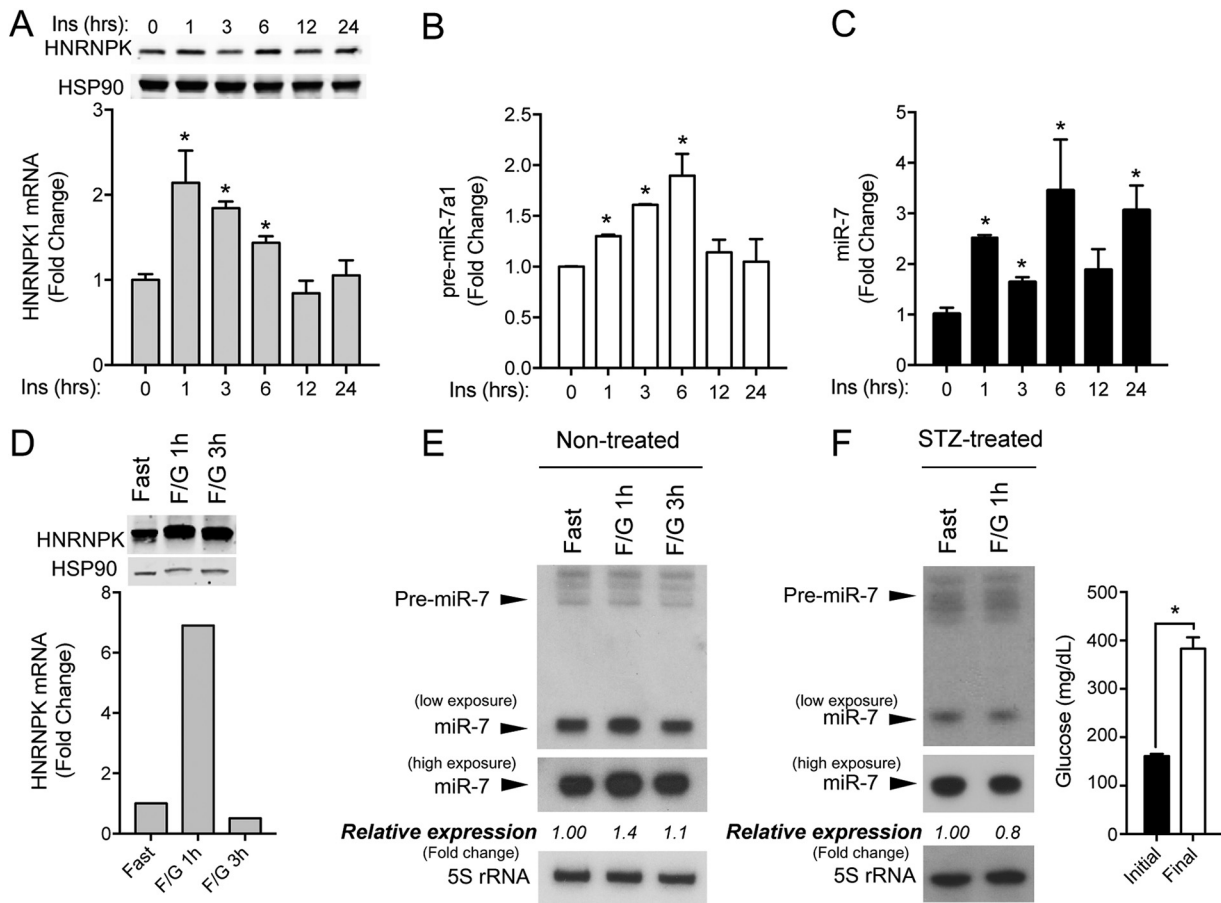 A
Ins (hrs): 0 1 3 6 12 24
HNRNPK
HSP90
HNRNPK1 mRNA
(Fold Change)
3
2
1
0
* * *
Ins (hrs): 0 1 3 6 12 24
B
pre-miR-7a1
(Fold Change)
2.5
2.0
1.5
1.0
0.5
0.0
* * *
Ins (hrs): 0 1 3 6 12 24
C
miR-7
(Fold Change)
5
4
3
2
1
0
* * * *
Ins (hrs): 0 1 3 6 12 24
D
Fast F/G 1h F/G 3h
HNRNPK
HSP90
HNRNPK mRNA
(Fold Change)
8
6
4
2
0
Fast F/G 1h F/G 3h
E
Non-treated
Fast F/G 1h F/G 3h
Pre-miR-7
(low exposure)
miR-7
(high exposure)
miR-7
Relative expression 1.00 1.4 1.1
(Fold change)
5S rRNA
F
STZ-treated
Fast F/G 1h
Pre-miR-7
(low exposure)
miR-7
(high exposure)
miR-7
Relative expression 1.00 0.8
(Fold change)
5S rRNA
Glucose (mg/dL)
500
400
300
200
100
0
*
Initial Final